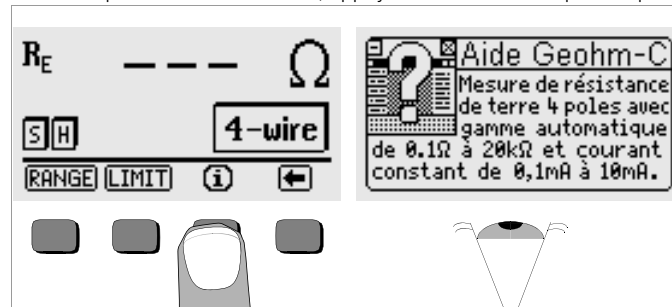 RE — — — Ω
S H 4-wire
RANGE LIMIT i ←
Aide Geohm-C
Mesure de résistance
de terre 4 poles avec
gamme automatique
de 0.1Ω à 20kΩ et courant
constant de 0,1mA à 10mA.